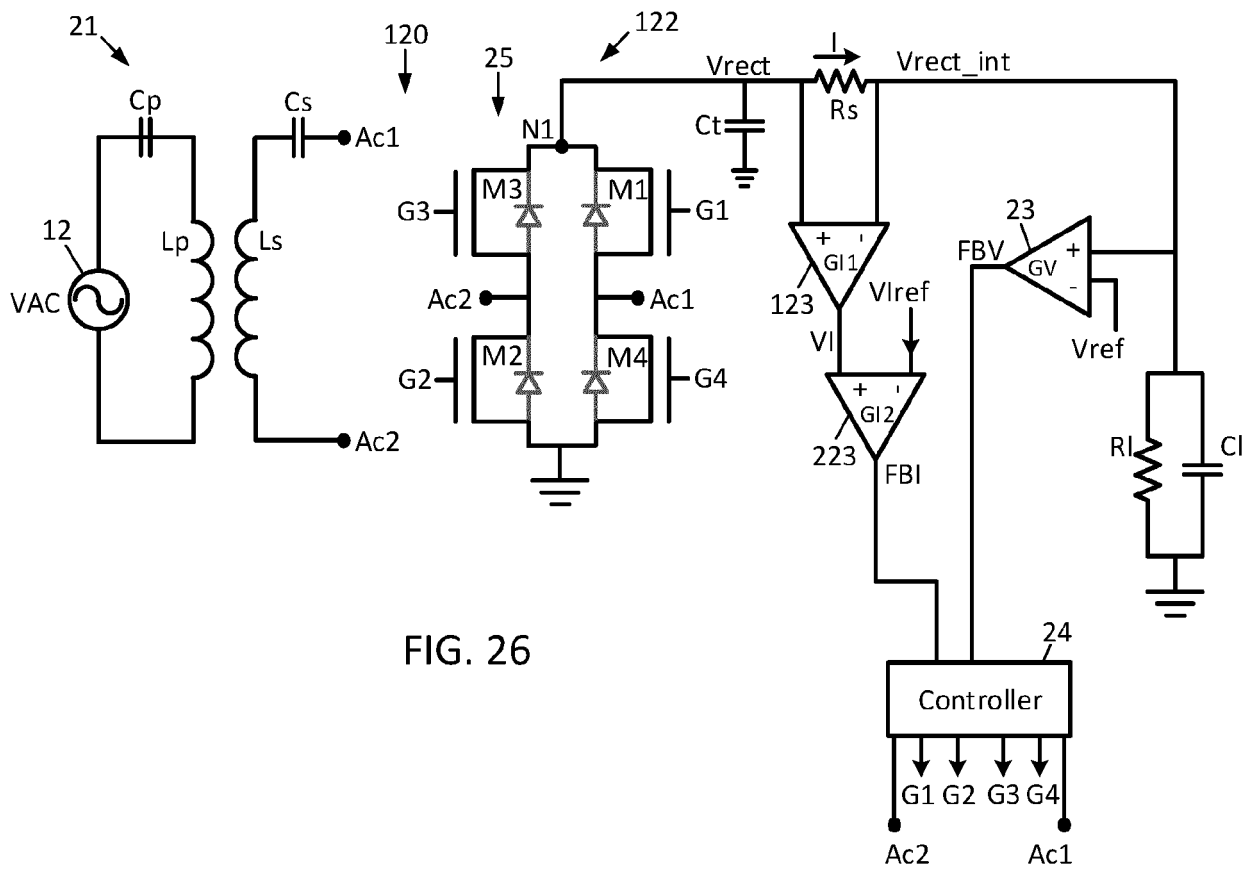 21
120
122
25
I
Vrect
Vrect_int
Rs
Cp
Cs
Ct
N1
Ac1
M3
M1
G3
G1
12
Lp
Ls
VAC
+ -
GI1
123
23
FBV
+
GV
-
Vref
Ac2
Ac1
VIref
VI
M2
M4
G2
G4
+ -
GI2
223
FBI
Ac2
Rl
Cl
FIG. 26
24
Controller
G1 G2 G3 G4
Ac2
Ac1